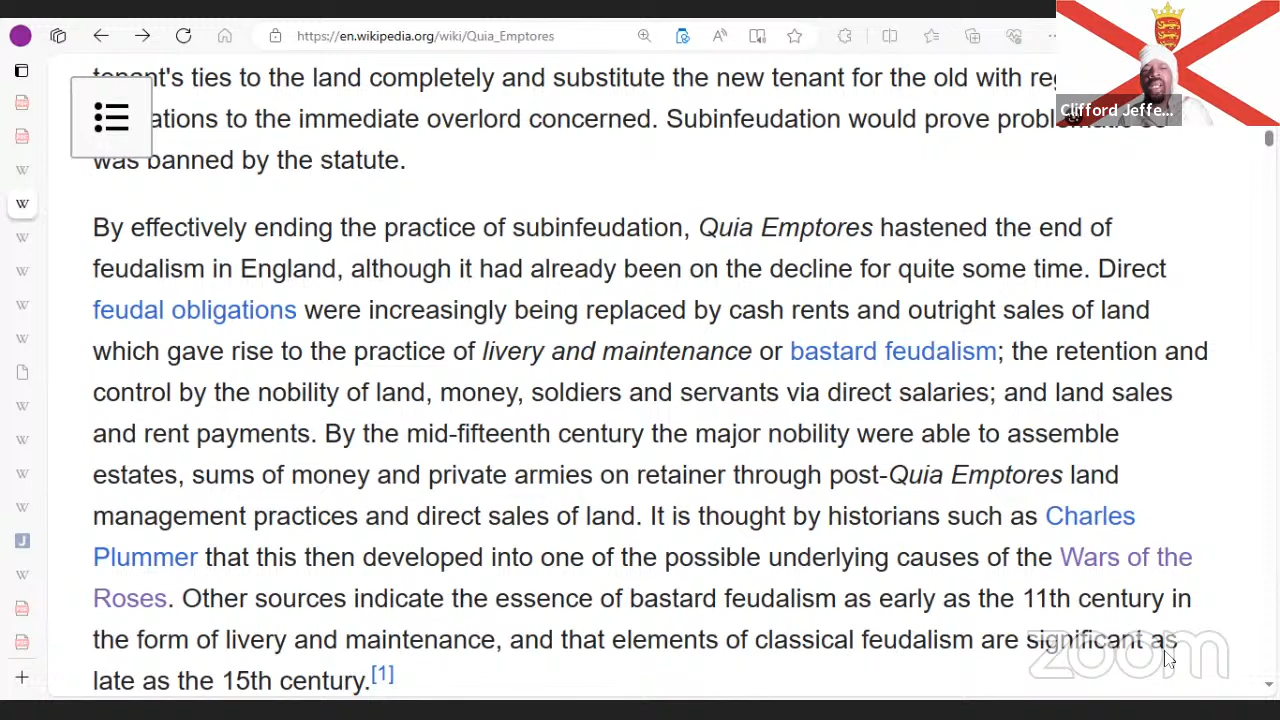 https://en.wikipedia.org/wiki/Quia_Emptores
Clifford Jeffe...
tenant's ties to the land completely and substitute the new tenant for the old with
to the immediate overlord concerned. Subinfeudation would prove
was banned by the statute.
By effectively ending the practice of subinfeudation, Quia Emptores hastened the end of
feudalism in England, although it had already been on the decline for quite some time. Direct
feudal obligations were increasingly being replaced by cash rents and outright sales of land
which gave rise to the practice of livery and maintenance or bastard feudalism; the retention and
control by the nobility of land, money, soldiers and servants via direct salaries; and land sales
and rent payments. By the mid-fifteenth century the major nobility were able to assemble
estates, sums of money and private armies on retainer through post-Quia Emptores land
management practices and direct sales of land. It is thought by historians such as Charles
Plummer that this then developed into one of the possible underlying causes of the Wars of the
Roses. Other sources indicate the essence of bastard feudalism as early as the 11th century in
the form of livery and maintenance, and that elements of classical feudalism are significant as
late as the 15th century.[1]
zoom